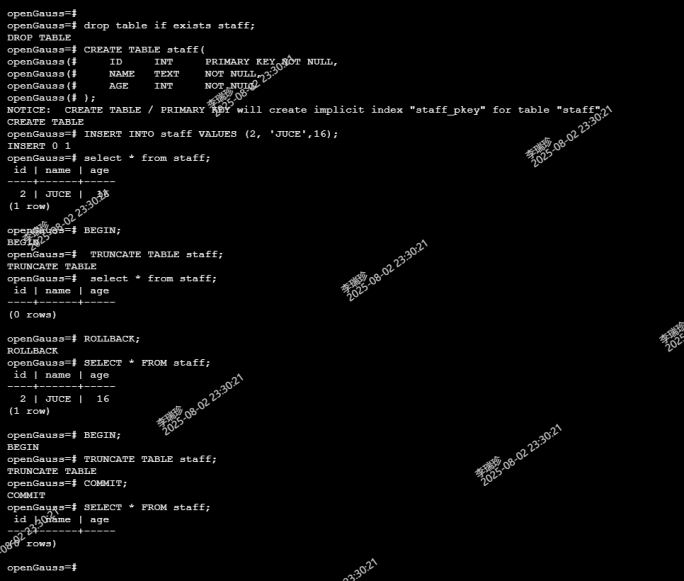 openGauss=#
openGauss=# drop table if exists staff;
DROP TABLE
openGauss=# CREATE TABLE staff(
openGauss(#     ID     INT     PRIMARY KEY NOT NULL,
openGauss(#     NAME   TEXT    NOT NULL,
openGauss(#     AGE    INT     NOT NULL
openGauss(# );
NOTICE:  CREATE TABLE / PRIMARY KEY will create implicit index "staff_pkey" for table "staff"
CREATE TABLE
openGauss=# INSERT INTO staff VALUES (2, 'JUCE',16);
INSERT 0 1
openGauss=# select * from staff;
 id | name | age
----+------+-----
  2 | JUCE |  16
(1 row)
openGauss=# BEGIN;
BEGIN
openGauss=#  TRUNCATE TABLE staff;
TRUNCATE TABLE
openGauss=#  select * from staff;
 id | name | age
----+------+-----
(0 rows)
openGauss=# ROLLBACK;
ROLLBACK
openGauss=# SELECT * FROM staff;
 id | name | age
----+------+-----
  2 | JUCE |  16
(1 row)
openGauss=# BEGIN;
BEGIN
openGauss=# TRUNCATE TABLE staff;
TRUNCATE TABLE
openGauss=# COMMIT;
COMMIT
openGauss=# SELECT * FROM staff;
 id | name | age
----+------+-----
(0 rows)
openGauss=#
李瑞珍
2025-08-02 23:30:21
李瑞珍
2025-08-02 23:30:21
李瑞珍
2025-08-02 23:30:21
李瑞珍
2025-08-02 23:30:21
李瑞珍
2025-08-02 23:30:21
李瑞珍
2025-08-02 23:30:21
李瑞珍
2025-
08-02 23:30:21
23:30:21